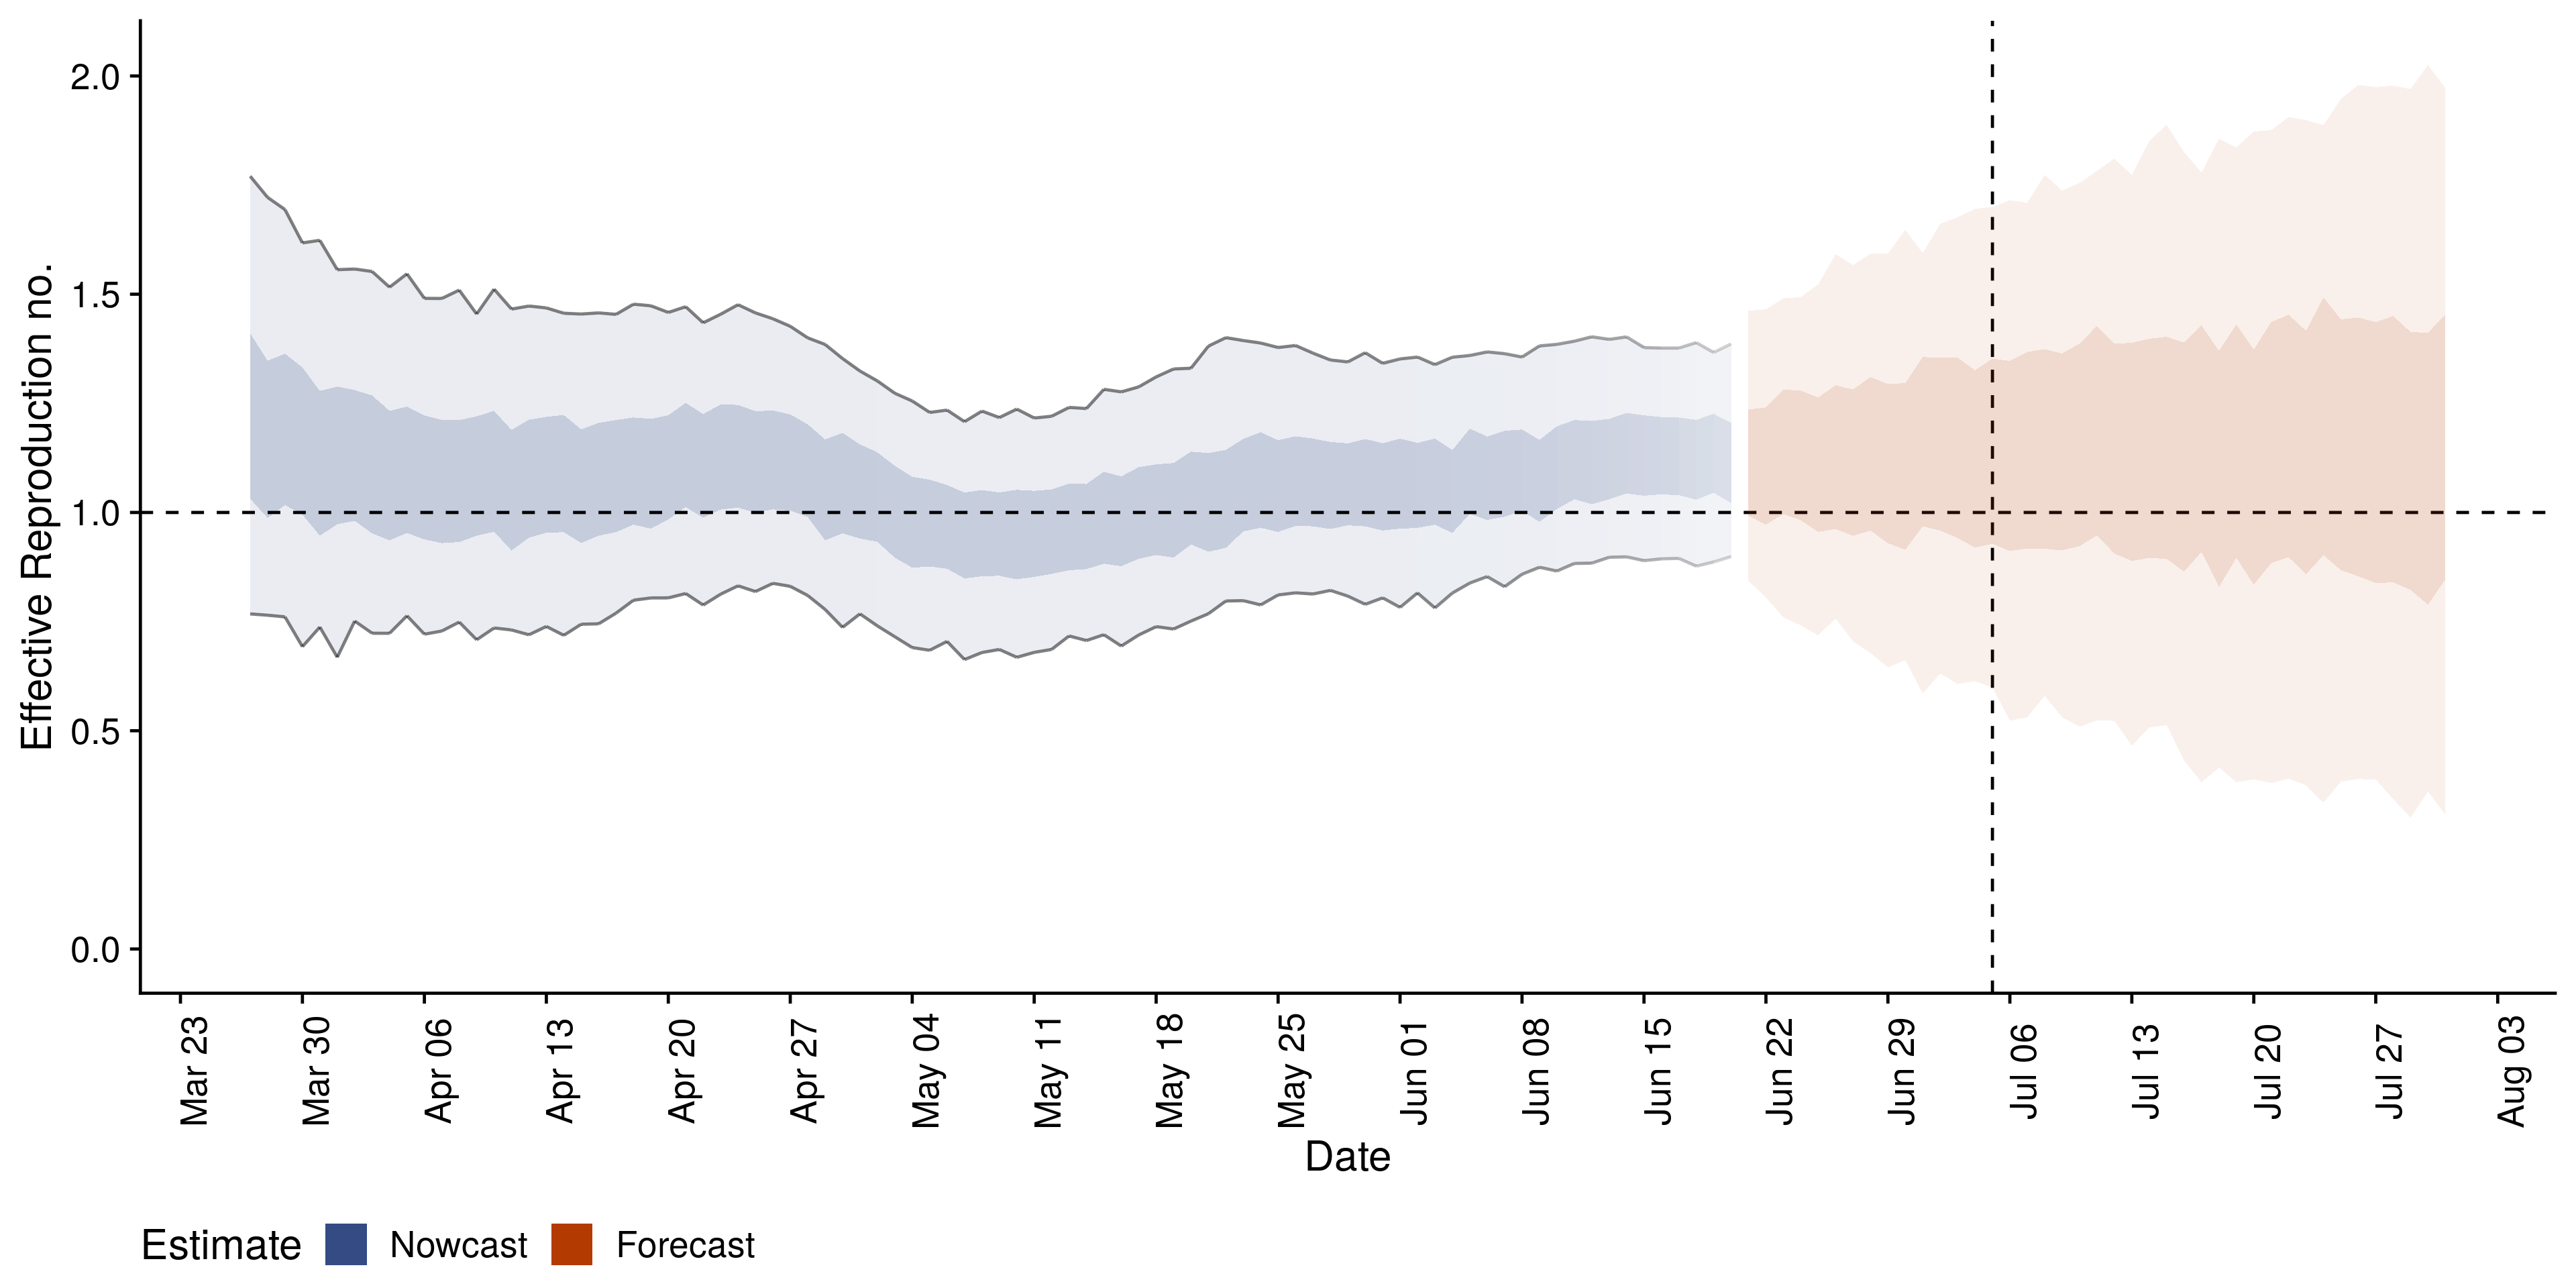 Effective Reproduction no.
2.0
1.5
1.0
0.5
0.0
Mar 23
Mar 30
Apr 06
Apr 13
Apr 20
Apr 27
May 04
May 11
May 18
May 25
Jun 01
Jun 08
Jun 15
Jun 22
Jun 29
Jul 06
Jul 13
Jul 20
Jul 27
Aug 03
Date
Estimate Nowcast Forecast